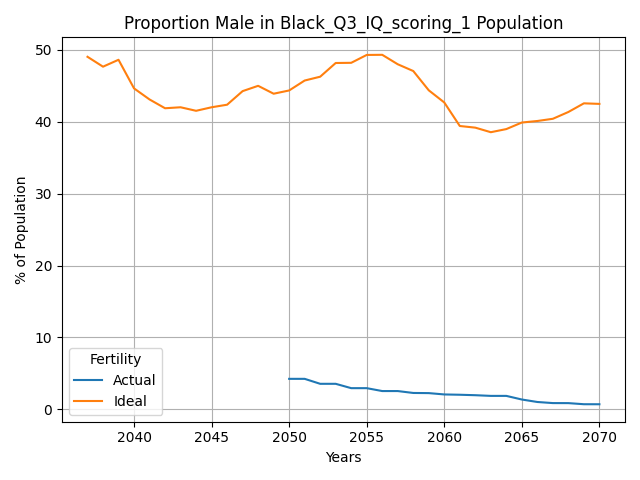 Proportion Male in Black_Q3_IQ_scoring_1 Population
% of Population
50
40
30
20
10
0
Fertility
Actual
Ideal
2040 2045 2050 2055 2060 2065 2070
Years